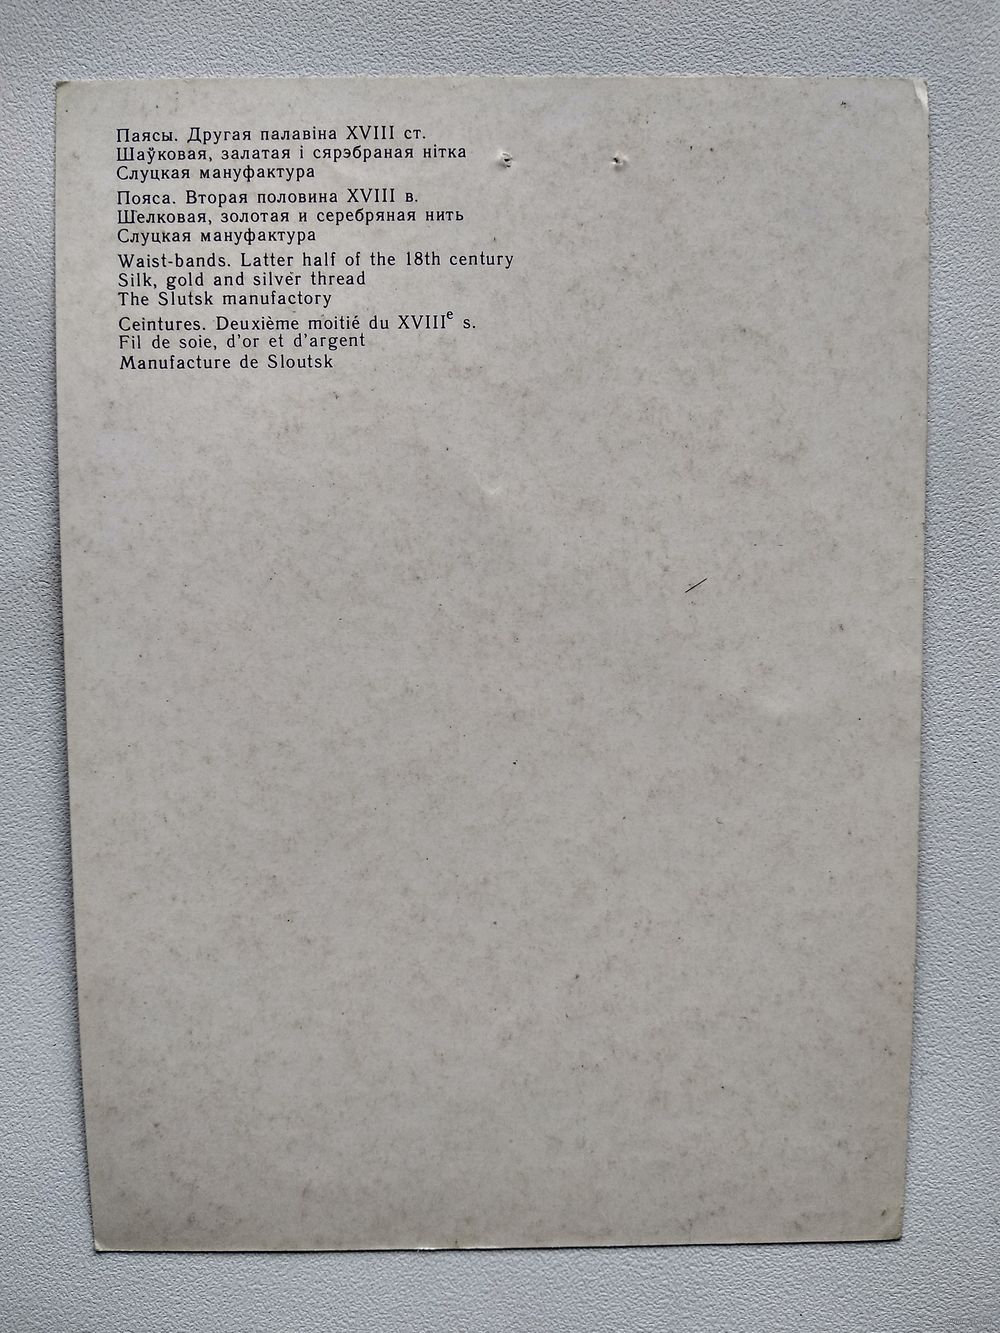 Паясы. Другая палавіна XVIII ст.
Шаўковая, залатая і сярэбраная нітка
Слуцкая мануфактура
Пояса. Вторая половина XVIII в.
Шелковая, золотая и серебряная нить
Слуцкая мануфактура
Waist-bands. Latter half of the 18th century
Silk, gold and silver thread
The Slutsk manufactory
Ceintures. Deuxième moitié du XVIIIe s.
Fil de soie, d'or et d'argent
Manufacture de Sloutsk